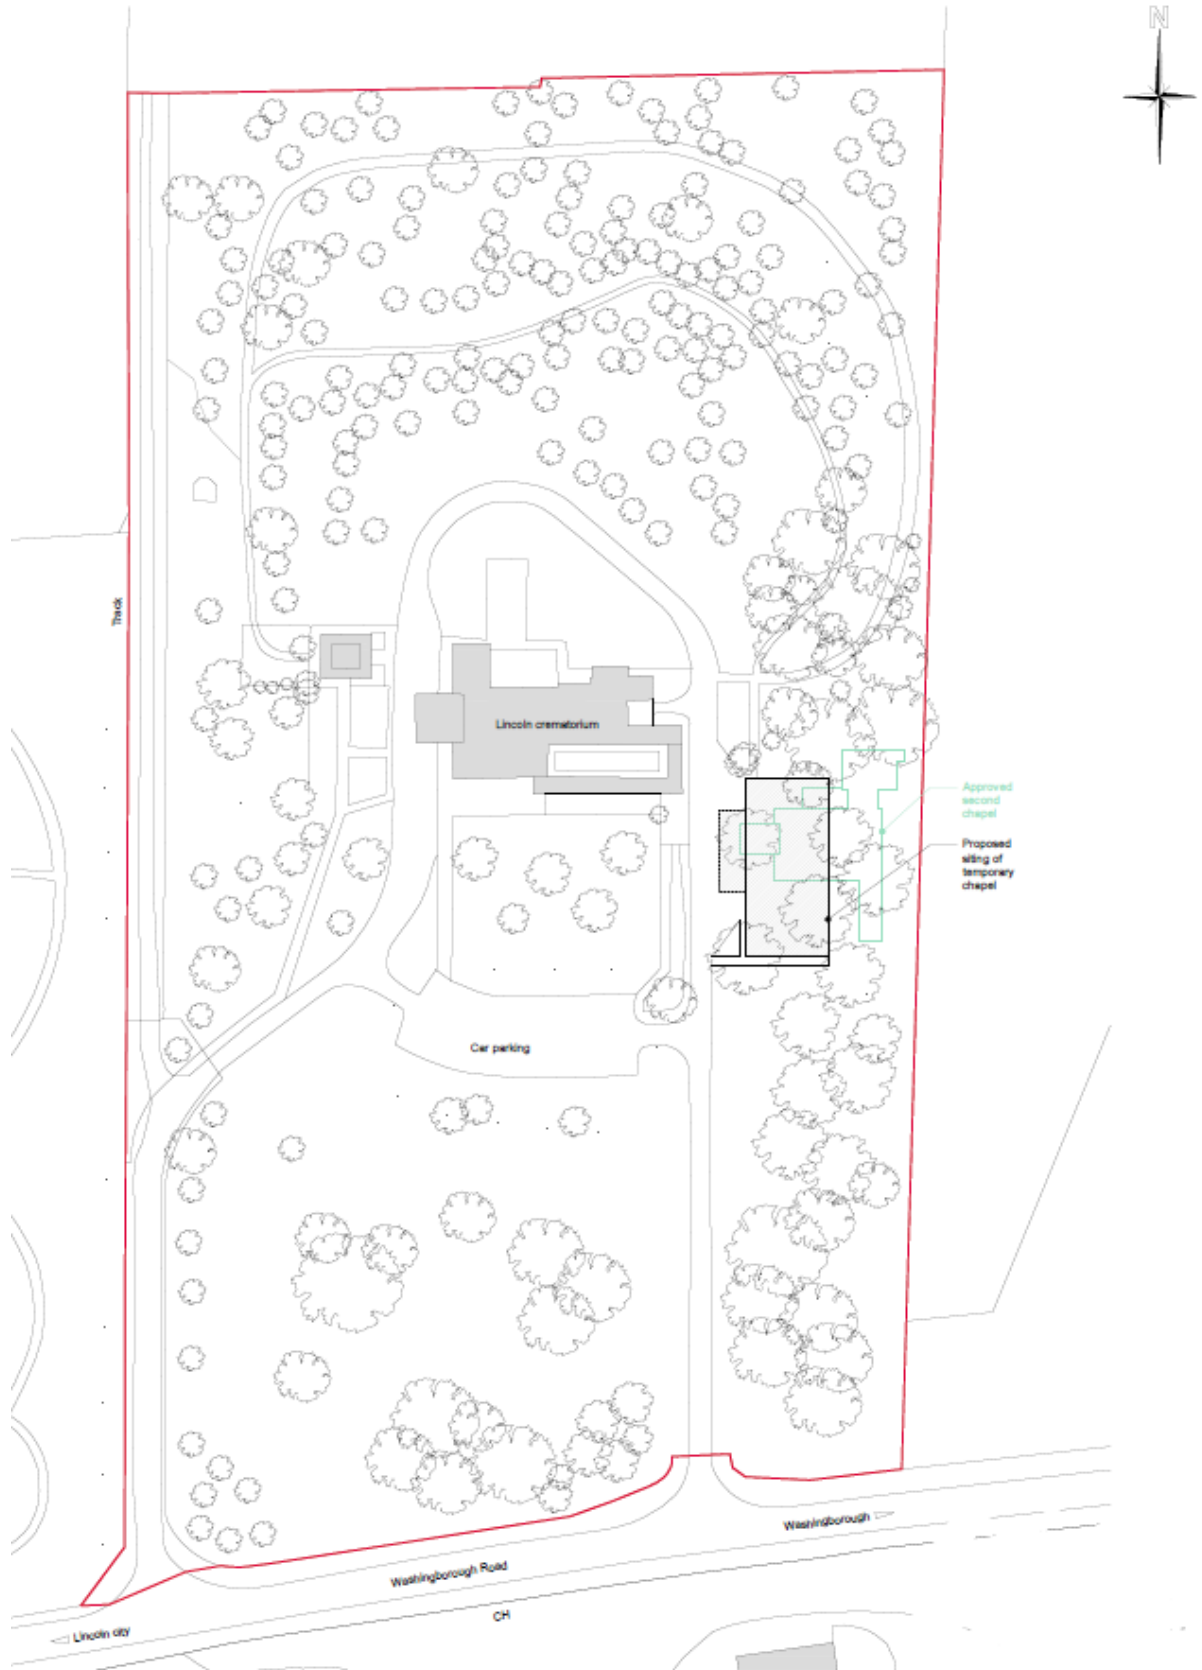 N
Track
Lincoln crematorium
Approved
second
chapel
Proposed
siting of
temporary
chapel
Car parking
Washingborough
Washingborough Road
CH
Lincoln city